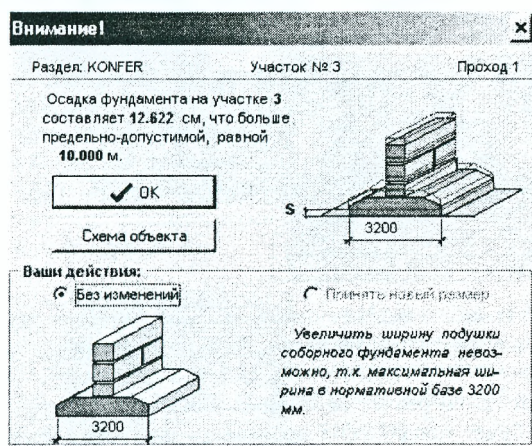 Внимание!
Раздел: KONFER Участок № 3 Проход 1
Осадка фундамента на участке 3
составляет 12.622 см, что больше
предельно-допустимой, равной
10.000 м.
OK
Схема объекта
S
3200
Ваши действия:
Без изменений
Принять новый размер
3200
Увеличить ширину подушки
соборного фундамента невоз-
можно, т.к. максимальная ши-
рина в нормативной базе 3200
мм.